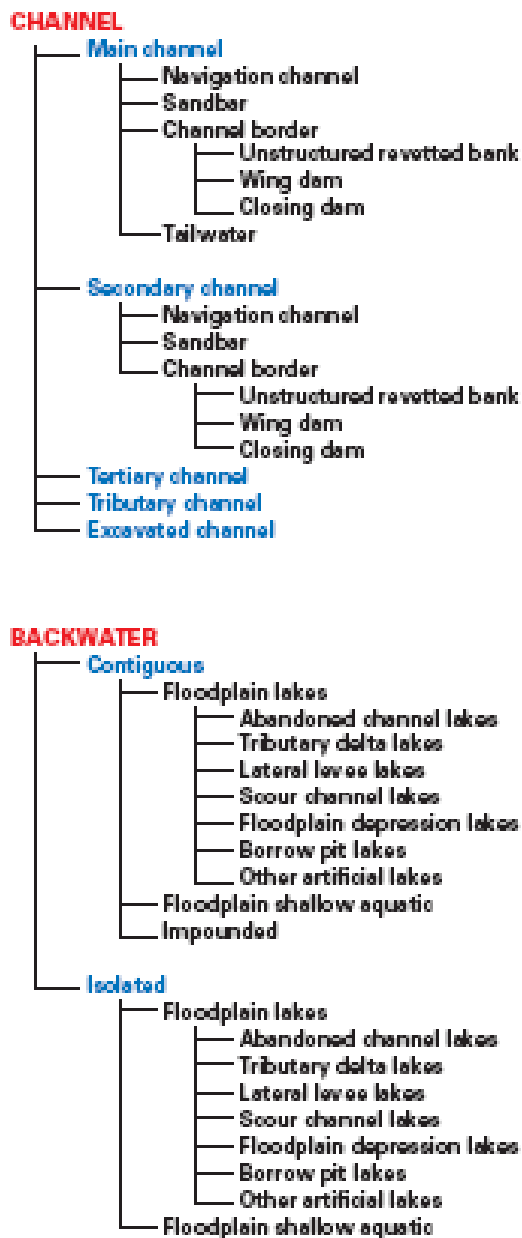 CHANNEL
Main channel
Navigation channel
Sandbar
Channel border
Unstructured revetted bank
Wing dam
Closing dam
Tailwater
Secondary channel
Navigation channel
Sandbar
Channel border
Unstructured revetted bank
Wing dam
Closing dam
Tertiary channel
Tributary channel
Excavated channel
BACKWATER
Contiguous
Floodplain lakes
Abandoned channel lakes
Tributary delta lakes
Lateral levee lakes
Scour channel lakes
Floodplain depression lakes
Borrow pit lakes
Other artificial lakes
Floodplain shallow aquatic
Impounded
Isolated
Floodplain lakes
Abandoned channel lakes
Tributary delta lakes
Lateral levee lakes
Scour channel lakes
Floodplain depression lakes
Borrow pit lakes
Other artificial lakes
Floodplain shallow aquatic